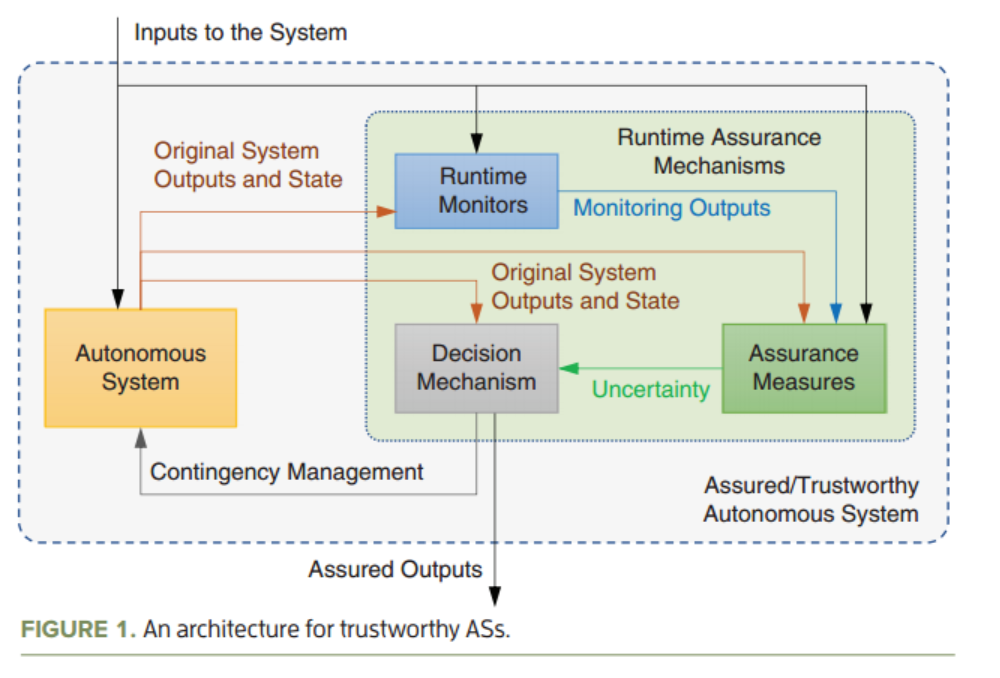 Inputs to the System
Original System
Outputs and State
Runtime Assurance
Mechanisms
Runtime
Monitors
Monitoring Outputs
Original System
Outputs and State
Autonomous
System
Decision
Mechanism
Uncertainty
Assurance
Measures
Contingency Management
Assured/Trustworthy
Autonomous System
Assured Outputs
FIGURE 1. An architecture for trustworthy ASs.